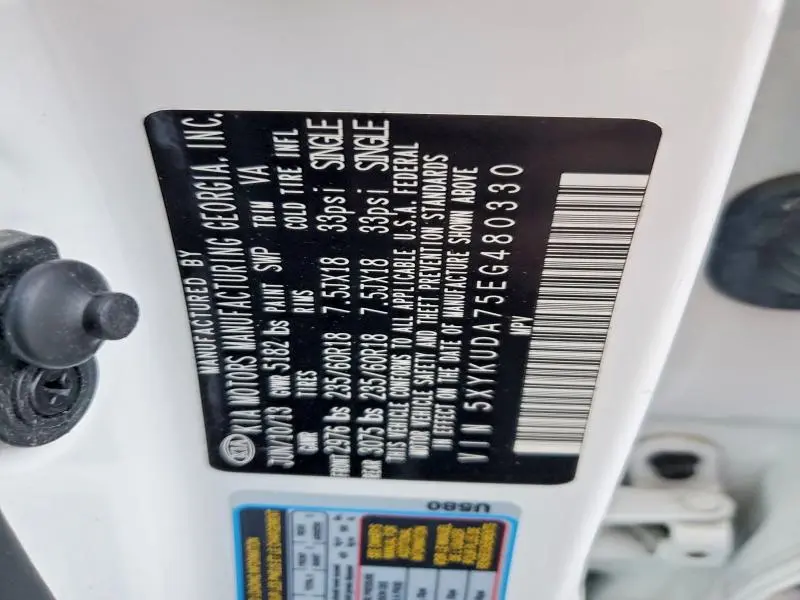 MANUFACTURED BY
KIA KIA MOTORS MANUFACTURING GEORGIA, INC.
JUN/10/13 GVWR 5182 lbs PAINT SWP TRIM VA
GAWR TIRES RIMS COLD TIRE INFL
FRONT 2976 lbs 235/60R18 7.5JX18 33psi SINGLE
REAR 3075 lbs 235/60R18 7.5JX18 33psi SINGLE
THIS VEHICLE CONFORMS TO ALL APPLICABLE U.S.A. FEDERAL
MOTOR VEHICLE SAFETY AND THEFT PREVENTION STANDARDS
IN EFFECT ON THE DATE OF MANUFACTURE SHOWN ABOVE
VIN 5XYKUDA75EG480330
MPV
U580